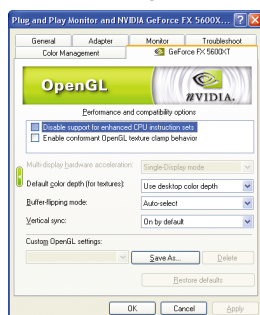 Plug and Play Monitor and NVIDIA GeForce FX 5600X...
General
Adapter
Monitor
Troubleshoot
Color Management
GeForce FX 5600XT
OpenGL
NVIDIA.
Performance and compatibility options
Disable support for enhanced CPU instruction sets
Enable conformant OpenGL texture clamp behavior
Multi-display hardware acceleration:
Single-Display mode
Default color depth (for textures):
Use desktop color depth
Buffer-flipping mode:
Auto-select
Vertical sync:
On by default
Custom OpenGL settings:
Save As...
Delete
Restore defaults
OK
Cancel
Apply